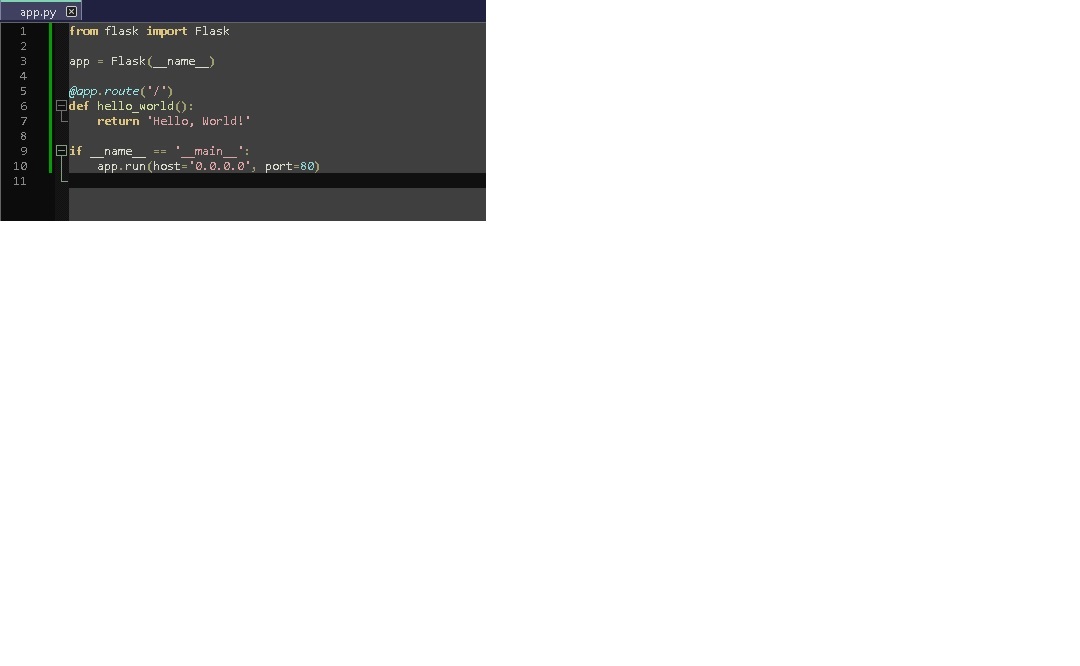 app.py
1 from flask import Flask
2
3 app = Flask(__name__)
4
5 @app.route('/')
6 def hello_world():
7     return 'Hello, World!'
8
9 if __name__ == '__main__':
10     app.run(host='0.0.0.0', port=80)
11